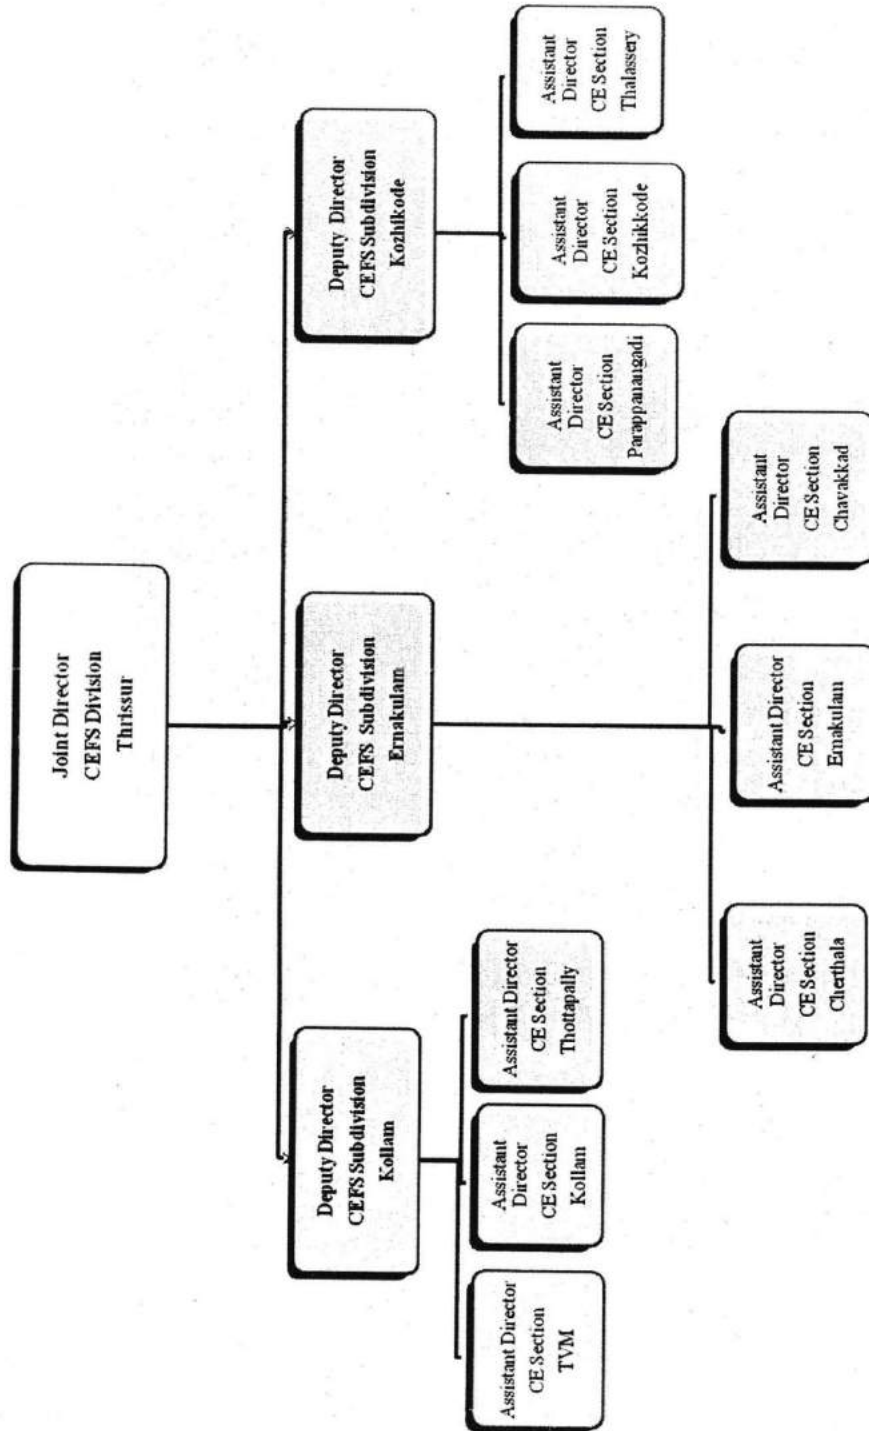 Joint Director
CEFS Division
Thrissur
Deputy Director
CEFS Subdivision
Kollam
Deputy Director
CEFS Subdivision
Ernakulam
Deputy Director
CEFS Subdivision
Kozhikode
Assistant Director
CE Section
TVM
Assistant
Director
CE Section
Kollam
Assistant Director
CE Section
Thottapally
Assistant
Director
CE Section
Parappanangadi
Assistant
Director
CE Section
Kozhikkode
Assistant
Director
CE Section
Thalassery
Assistant
Director
CE Section
Cherthala
Assistant Director
CE Section
Ernakulam
Assistant
Director
CE Section
Chavakkad